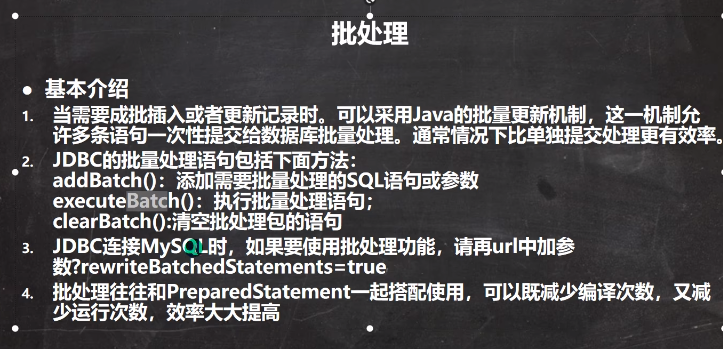 批处理
● 基本介绍
1. 当需要成批插入或者更新记录时。可以采用Java的批量更新机制，这一机制允
许多条语句一次性提交给数据库批量处理。通常情况下比单独提交处理更有效率。
2. JDBC的批量处理语句包括下面方法：
addBatch()：添加需要批量处理的SQL语句或参数
executeBatch()：执行批量处理语句；
clearBatch():清空批处理包的语句
3. JDBC连接MySQL时，如果要使用批处理功能，请再url中加参
数?rewriteBatchedStatements=true
4. 批处理往往和PreparedStatement一起搭配使用，可以既减少编译次数，又减
少运行次数，效率大大提高